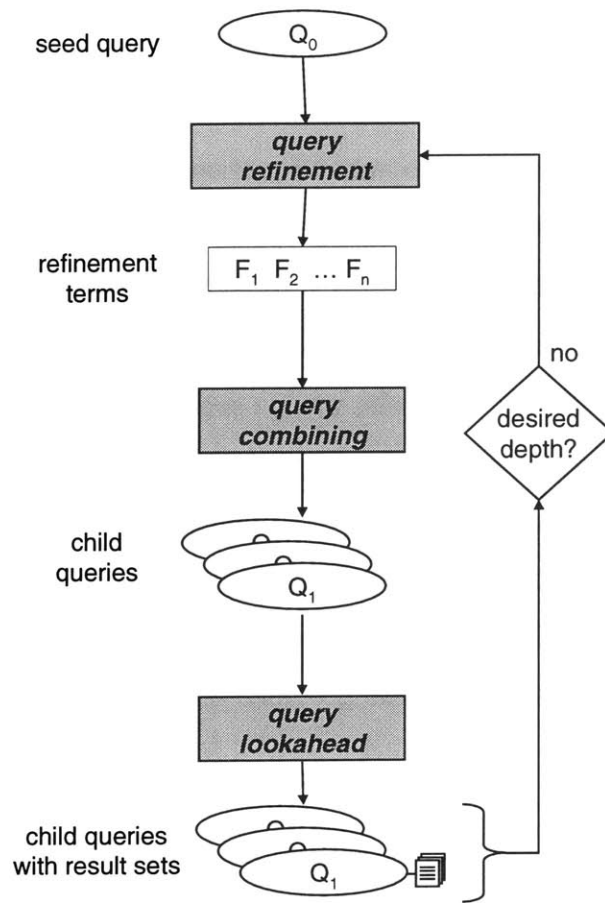 seed query
Q₀
query
refinement
refinement
terms
F₁ F₂ ... Fₙ
query
combining
no
desired
depth?
child
queries
Q₁
query
lookahead
child queries
with result sets
Q₁